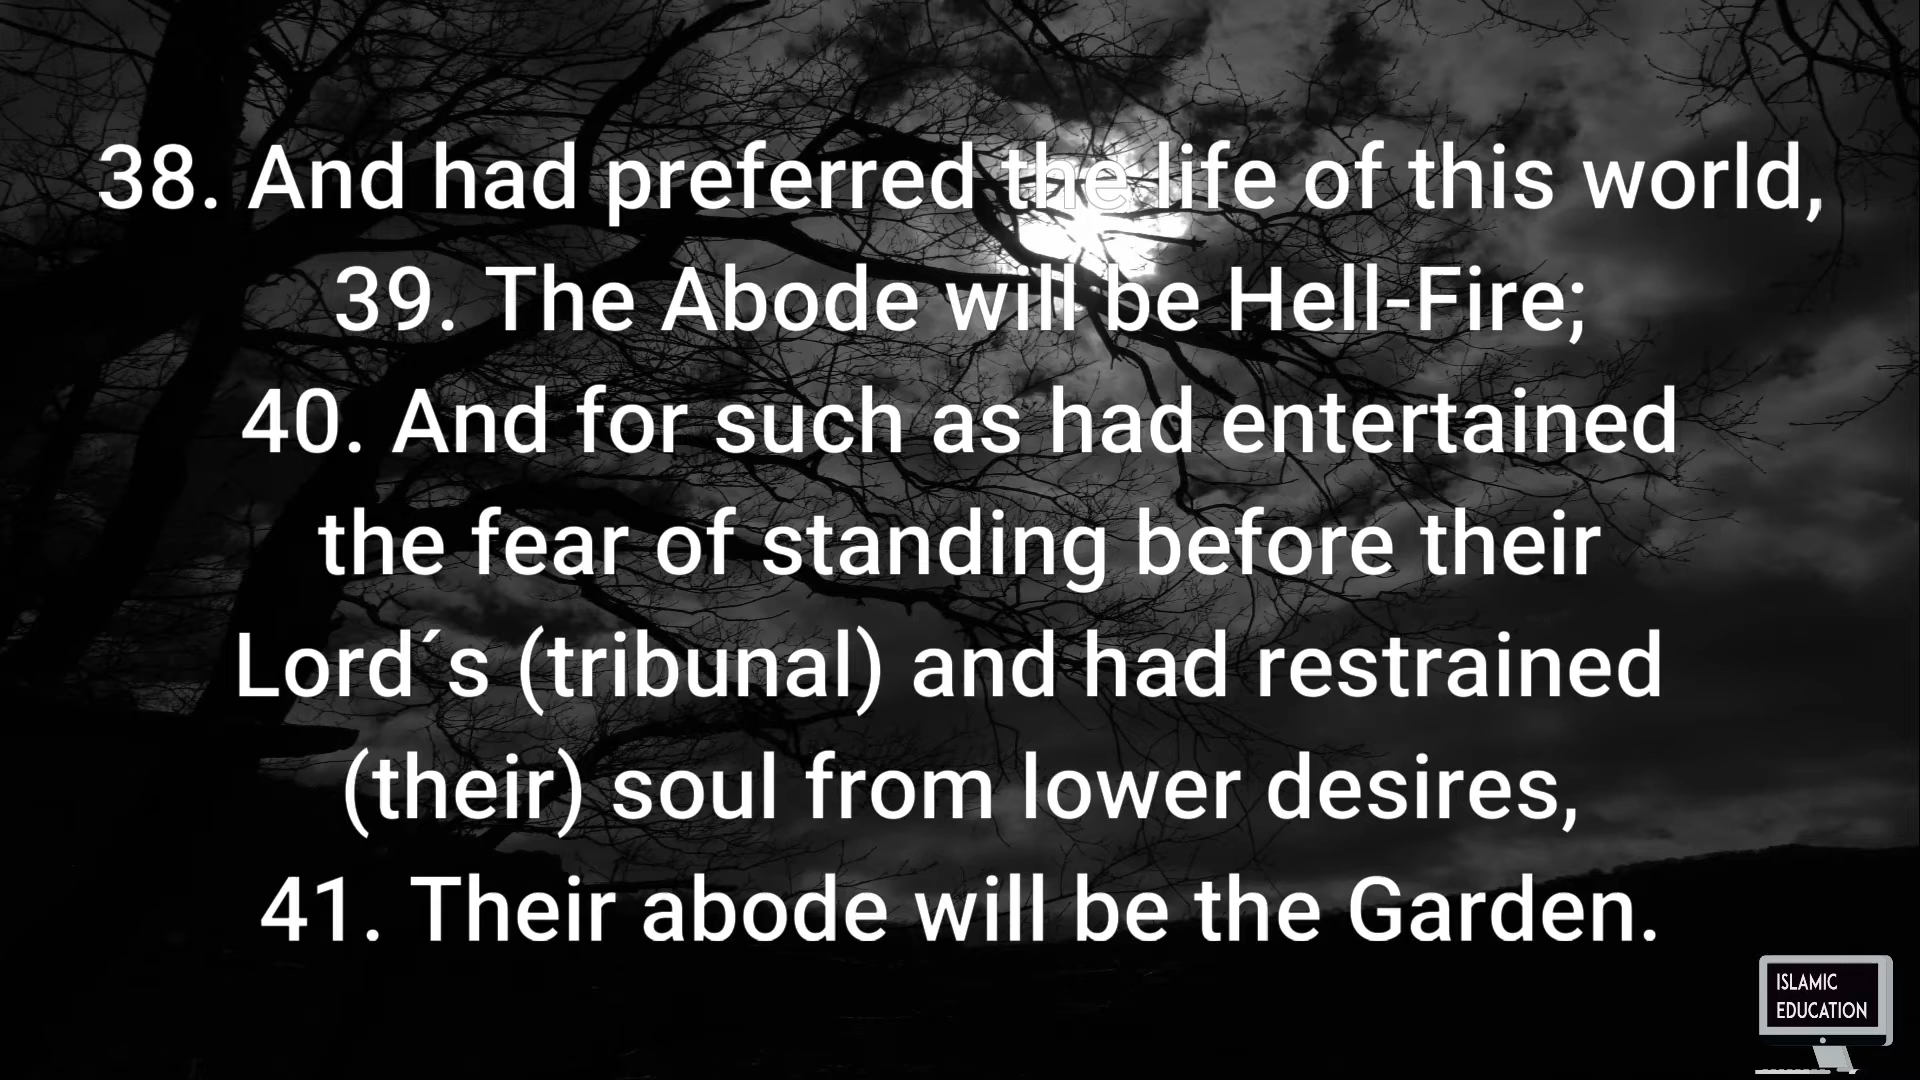 38. And had preferred the life of this world,
39. The Abode will be Hell-Fire;
40. And for such as had entertained
the fear of standing before their
Lord´s (tribunal) and had restrained
(their) soul from lower desires,
41. Their abode will be the Garden.
ISLAMIC
EDUCATION